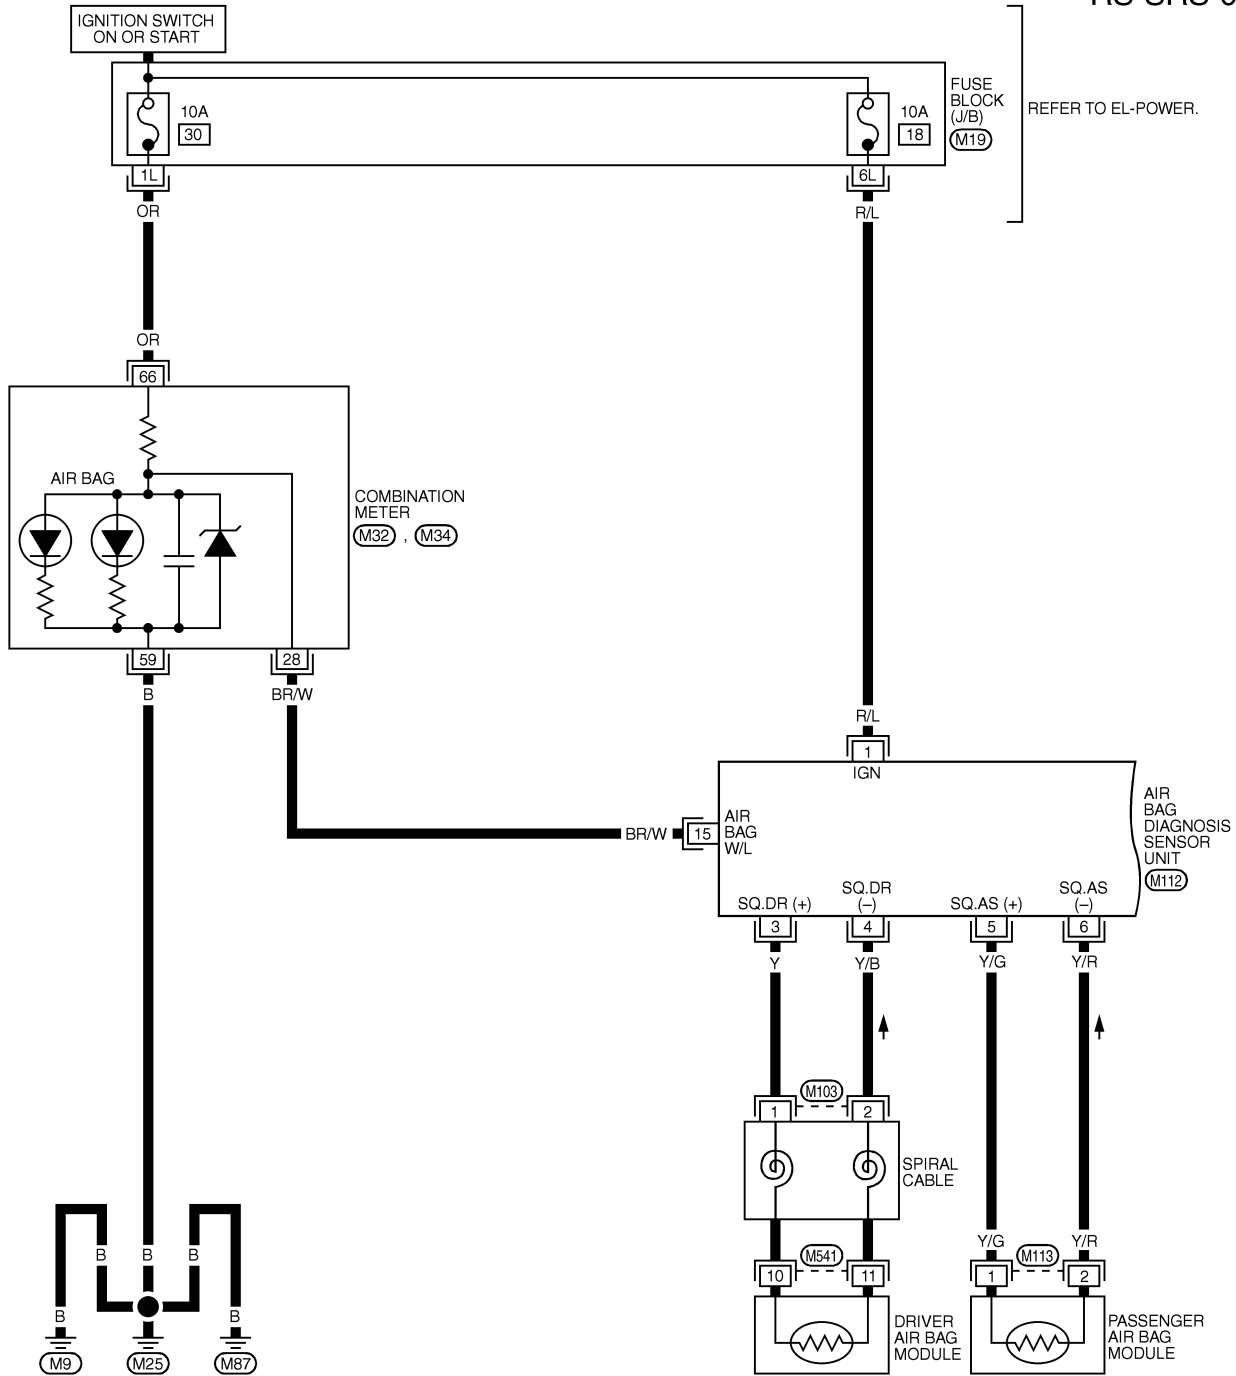 IGNITION SWITCH
ON OR START
10A
30
10A
18
FUSE
BLOCK
(J/B)
M19
REFER TO EL-POWER.
1L
6L
OR
R/L
OR
66
AIR BAG
COMBINATION
METER
M32 , M34
59
28
B
BR/W
R/L
1
IGN
BR/W
15
AIR
BAG
W/L
AIR
BAG
DIAGNOSIS
SENSOR
UNIT
M112
SQ.DR (+)
SQ.DR
(–)
SQ.AS (+)
SQ.AS
(–)
3
4
5
6
Y
Y/B
Y/G
Y/R
M103
1
2
SPIRAL
CABLE
Y/G
Y/R
M541
M113
10
11
1
2
DRIVER
AIR BAG
MODULE
PASSENGER
AIR BAG
MODULE
B
B
B
B
B
M9
M25
M87